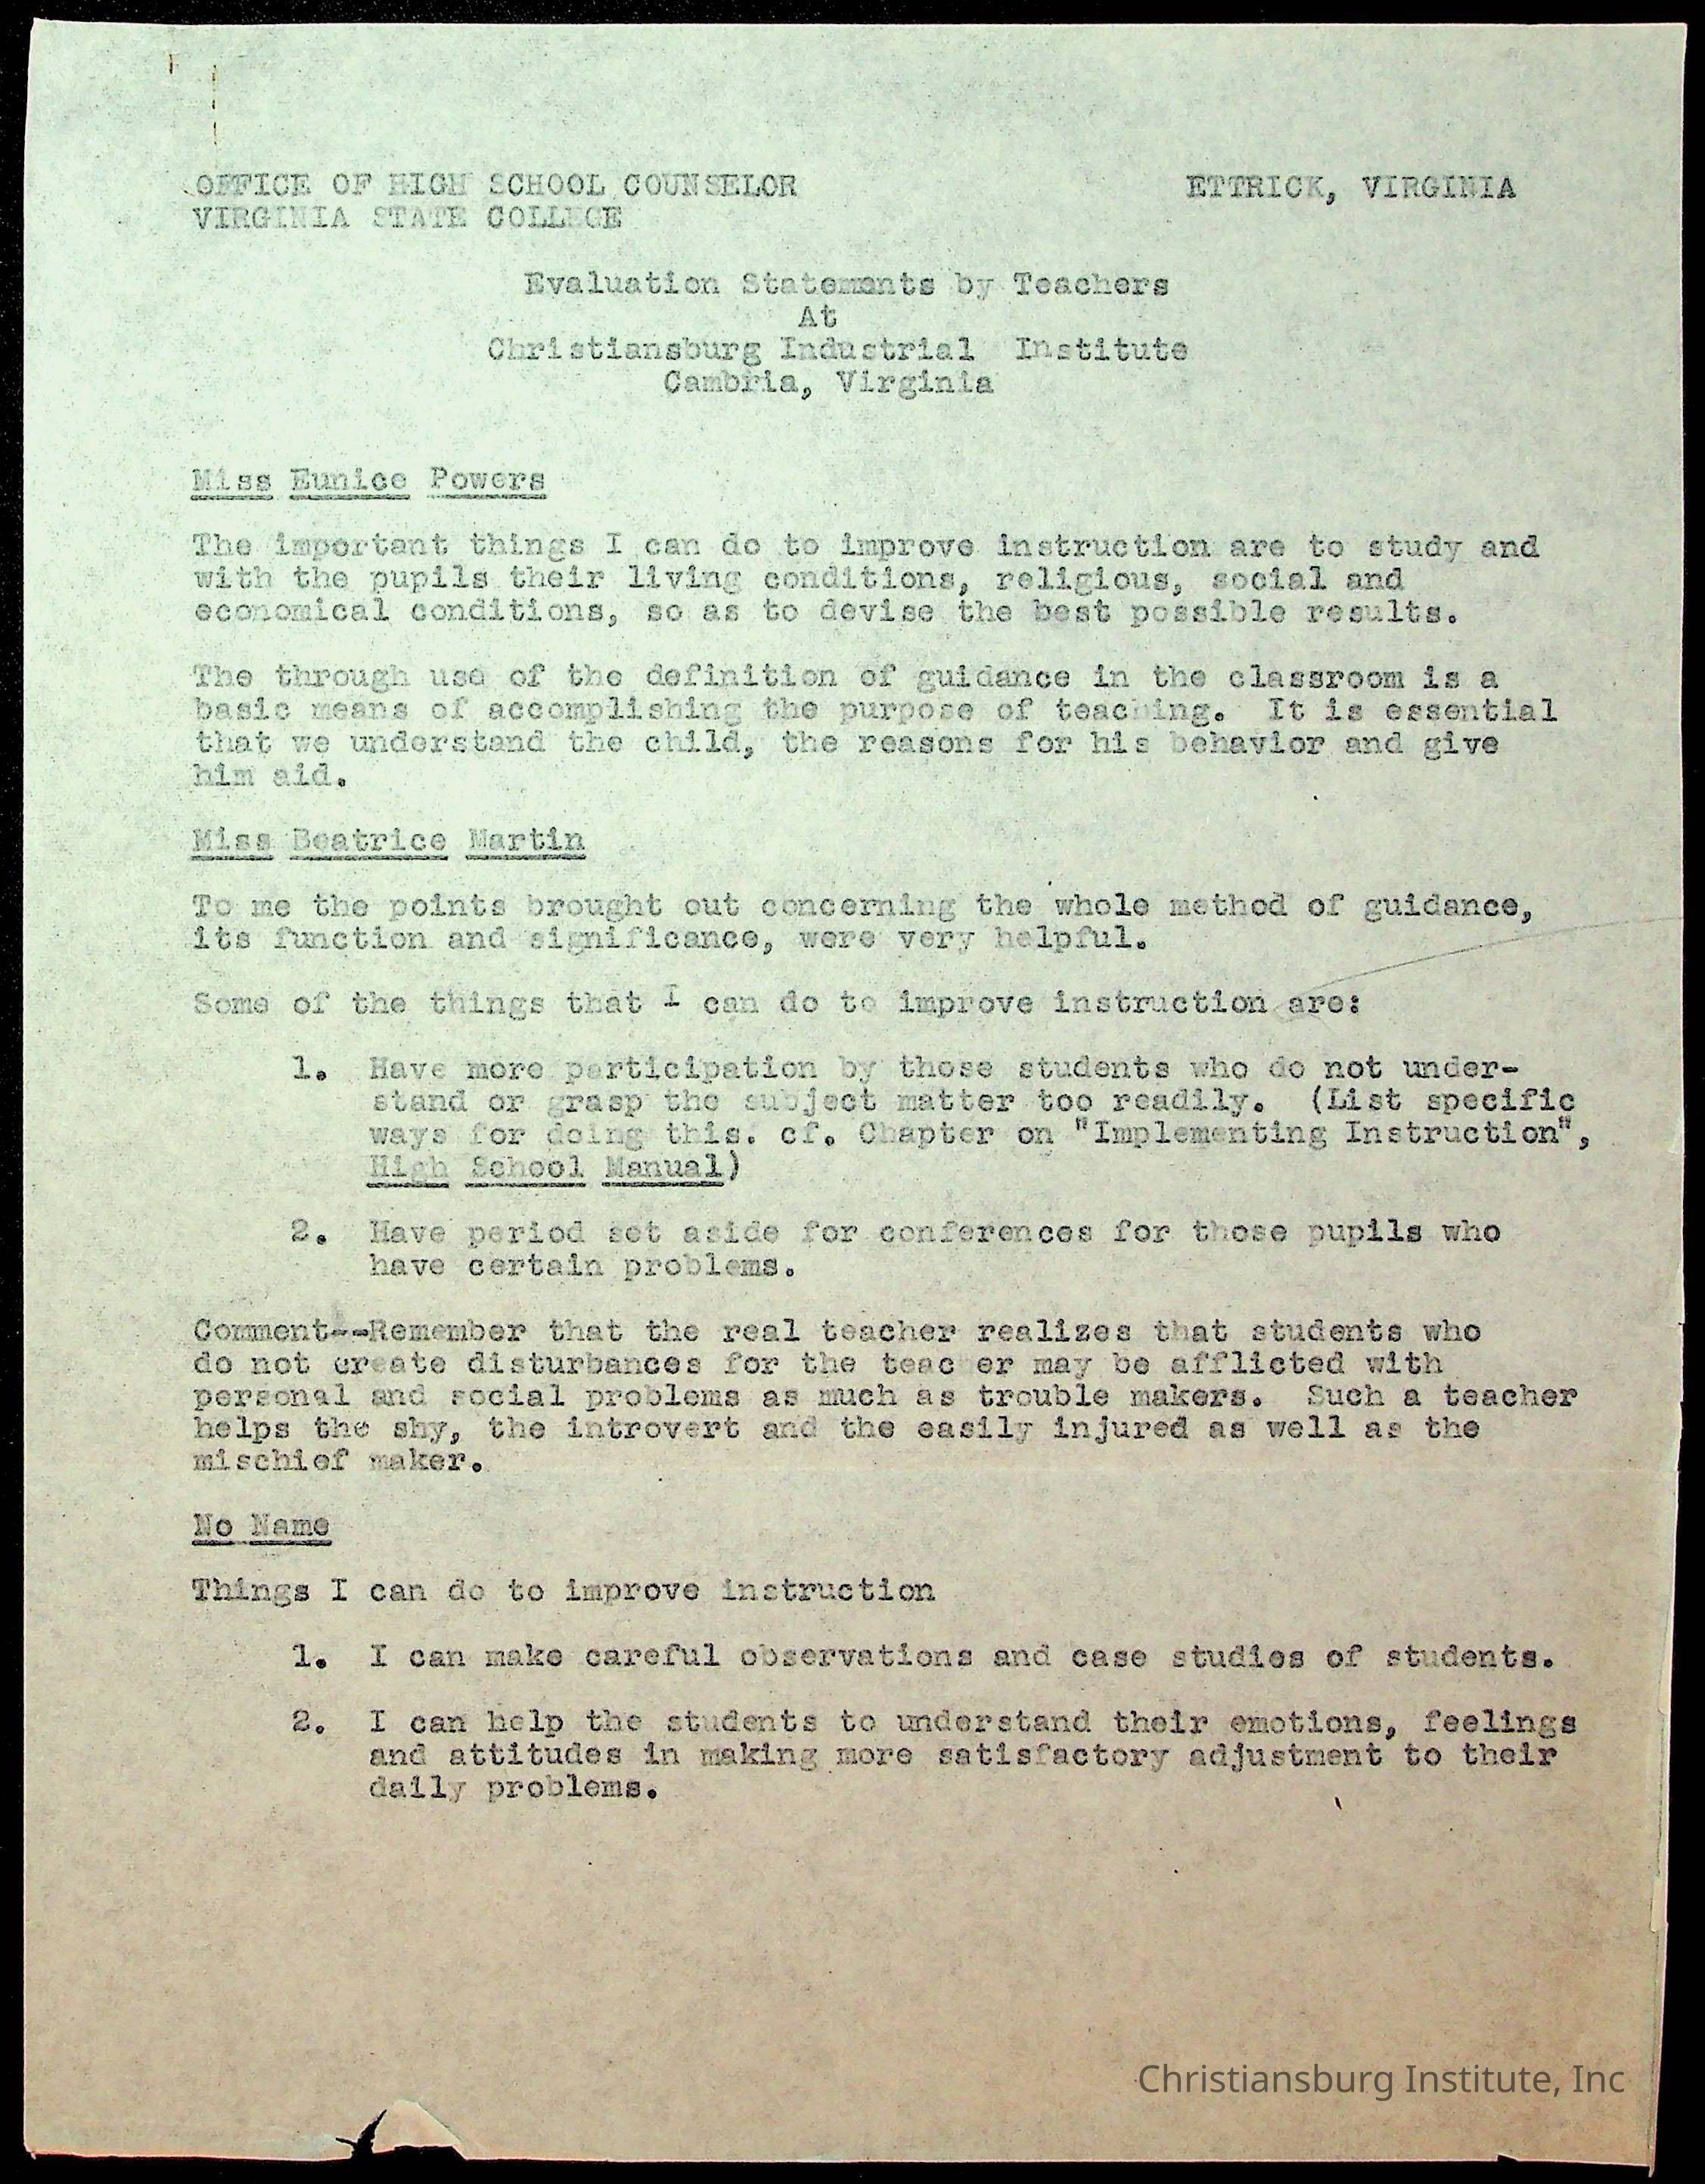 OFFICE OF HIGH SCHOOL COUNSELOR ETTRICK, VIRGINIA
VIRGINIA STATE COLLEGE
Evaluation Statements by Teachers
At
Christiansburg Industrial Institute
Cambria, Virginia
Miss Eunice Powers
The important things I can do to improve instruction are to study and
with the pupils their living conditions, religious, social and
economical conditions, so as to devise the best possible results.
The through use of the definition of guidance in the classroom is a
basic means of accomplishing the purpose of teaching. It is essential
that we understand the child, the reasons for his behavior and give
him aid.
Miss Beatrice Martin
To me the points brought out concerning the whole method of guidance,
its function and significance, were very helpful.
Some of the things that I can do to improve instruction are:
1. Have more participation by those students who do not under-
stand or grasp the subject matter too readily. (List specific
ways for doing this. cf. Chapter on "Implementing Instruction",
High School Manual)
2. Have period set aside for conferences for those pupils who
have certain problems.
Comment--Remember that the real teacher realizes that students who
do not create disturbances for the teac er may be afflicted with
personal and social problems as much as trouble makers. Such a teacher
helps the shy, the introvert and the easily injured as well as the
mischief maker.
No Name
Things I can do to improve instruction
1. I can make careful observations and case studies of students.
2. I can help the students to understand their emotions, feelings
and attitudes in making more satisfactory adjustment to their
daily problems.
Christiansburg Institute, Inc